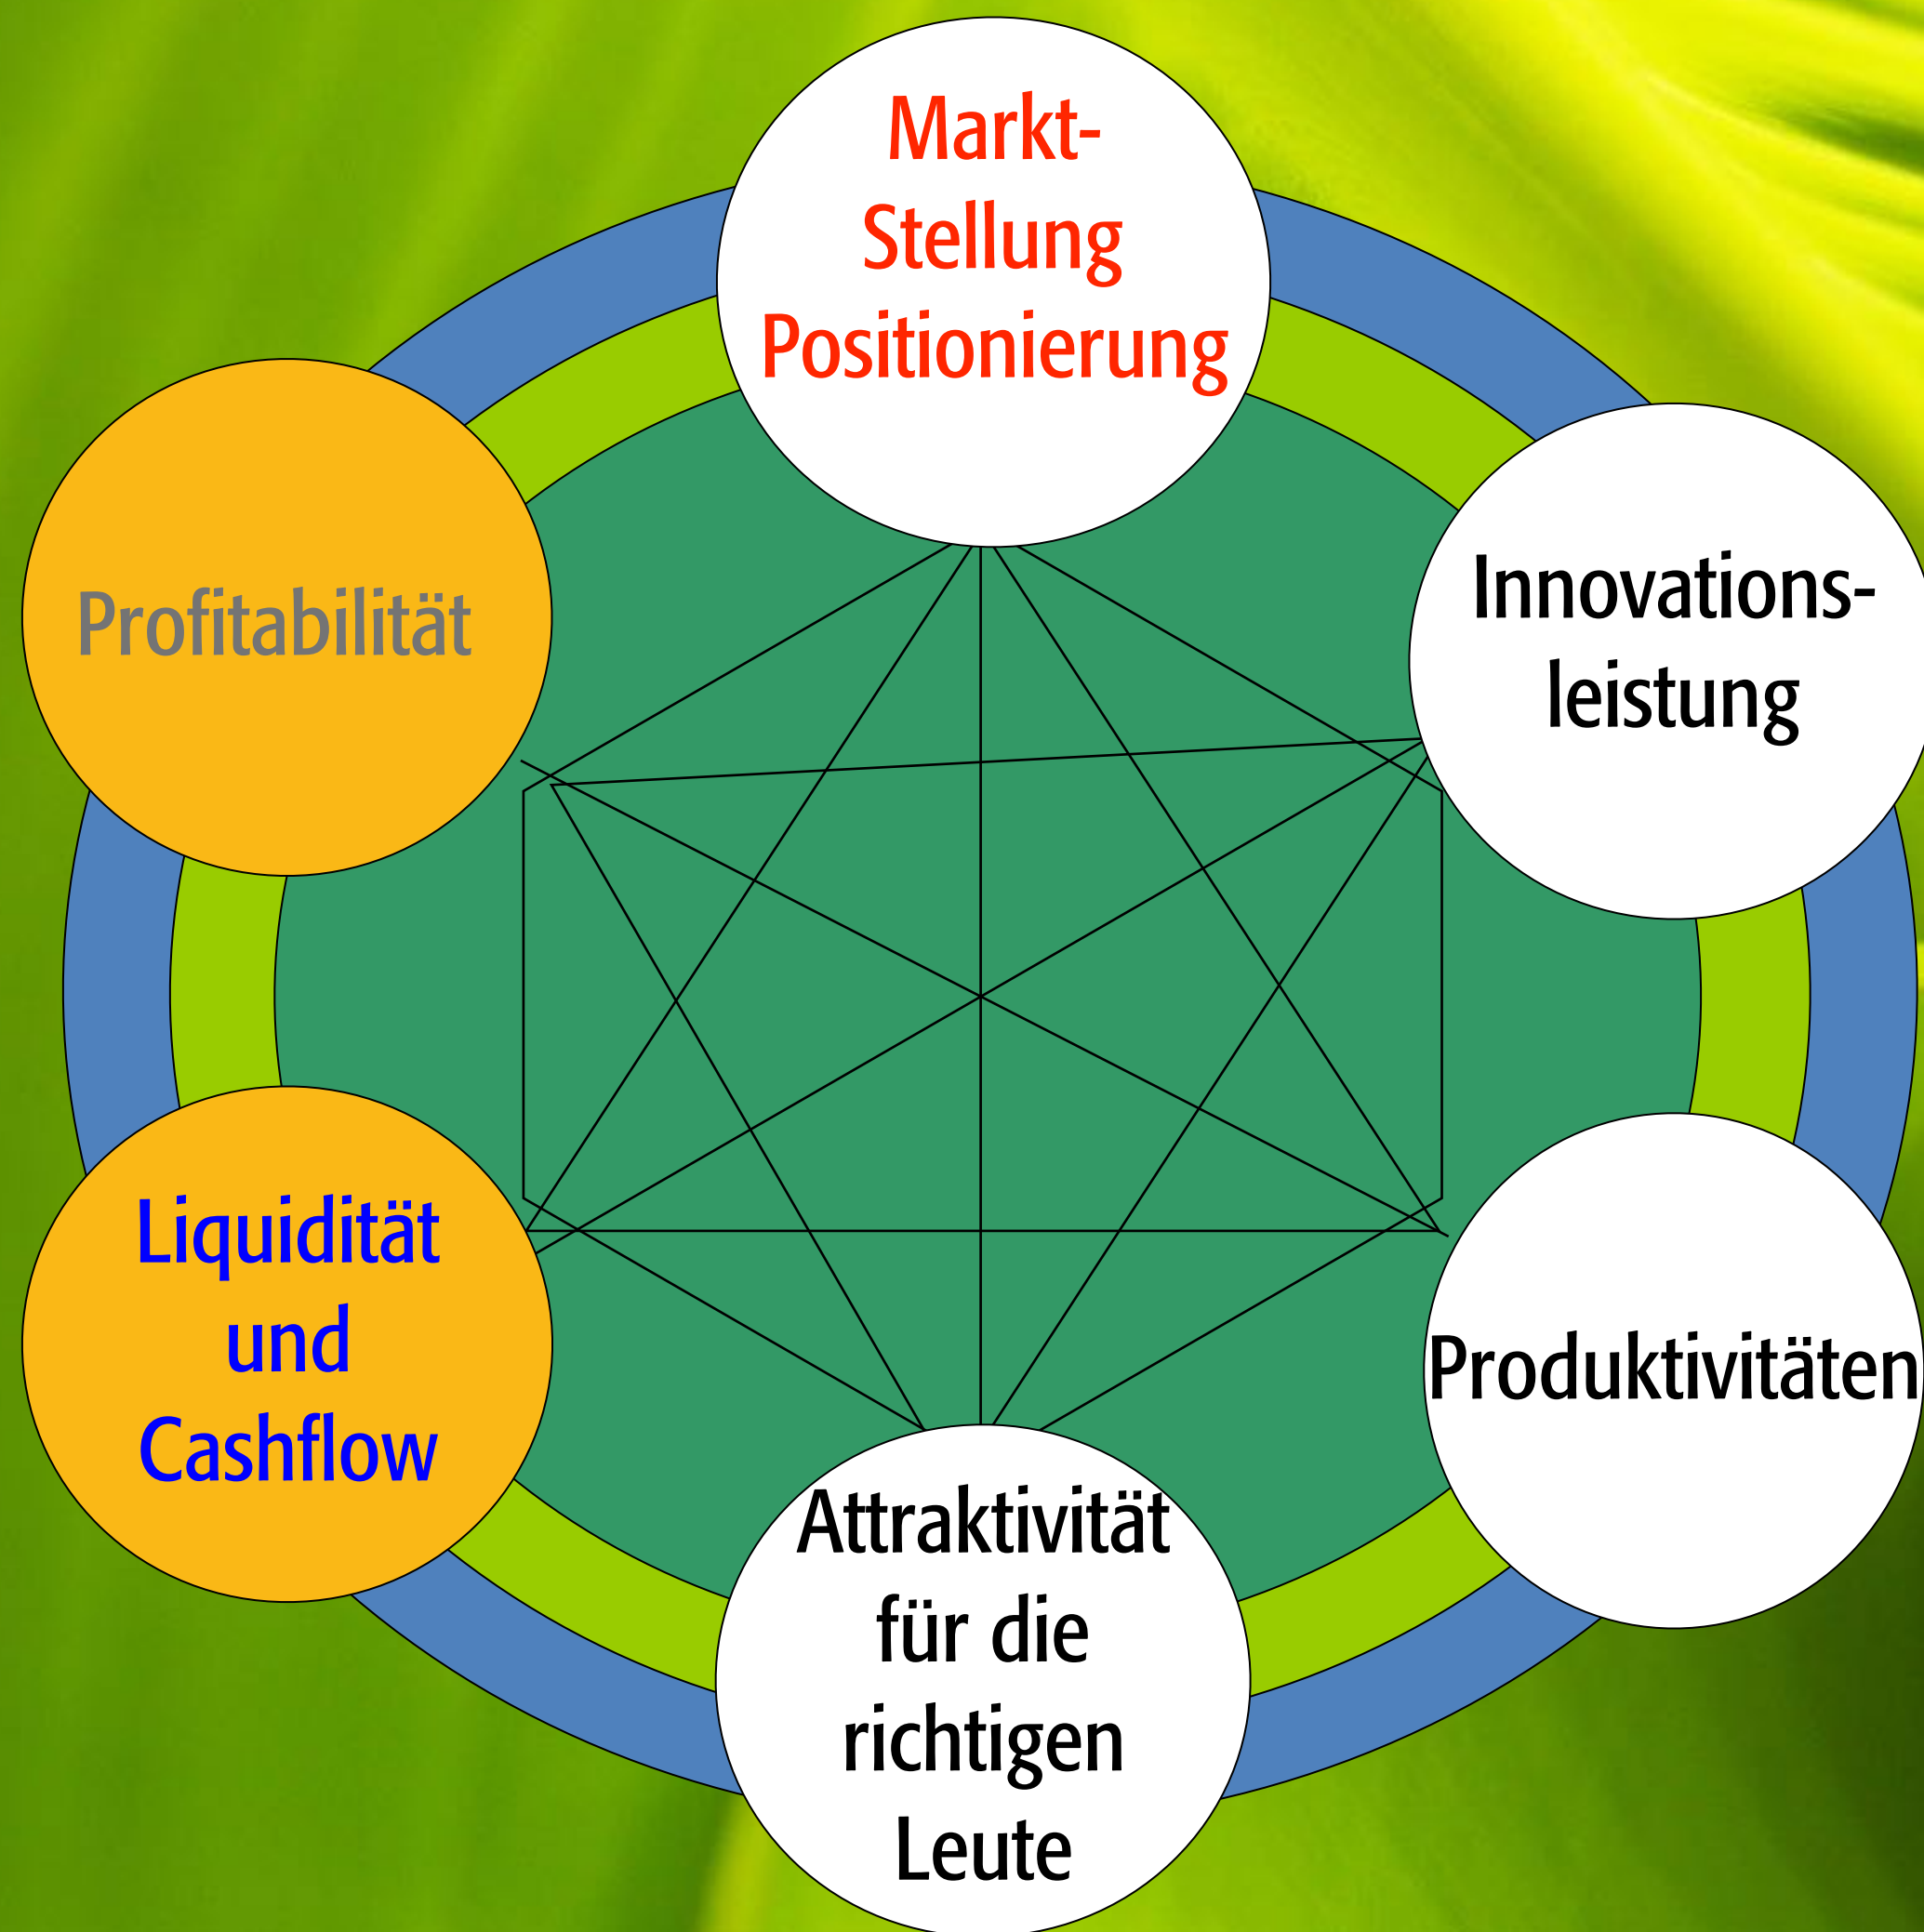 Markt-
Stellung
Positionierung
Innovations-
leistung
Produktivitäten
Attraktivität
für die
richtigen
Leute
Liquidität
und
Cashflow
Profitabilität